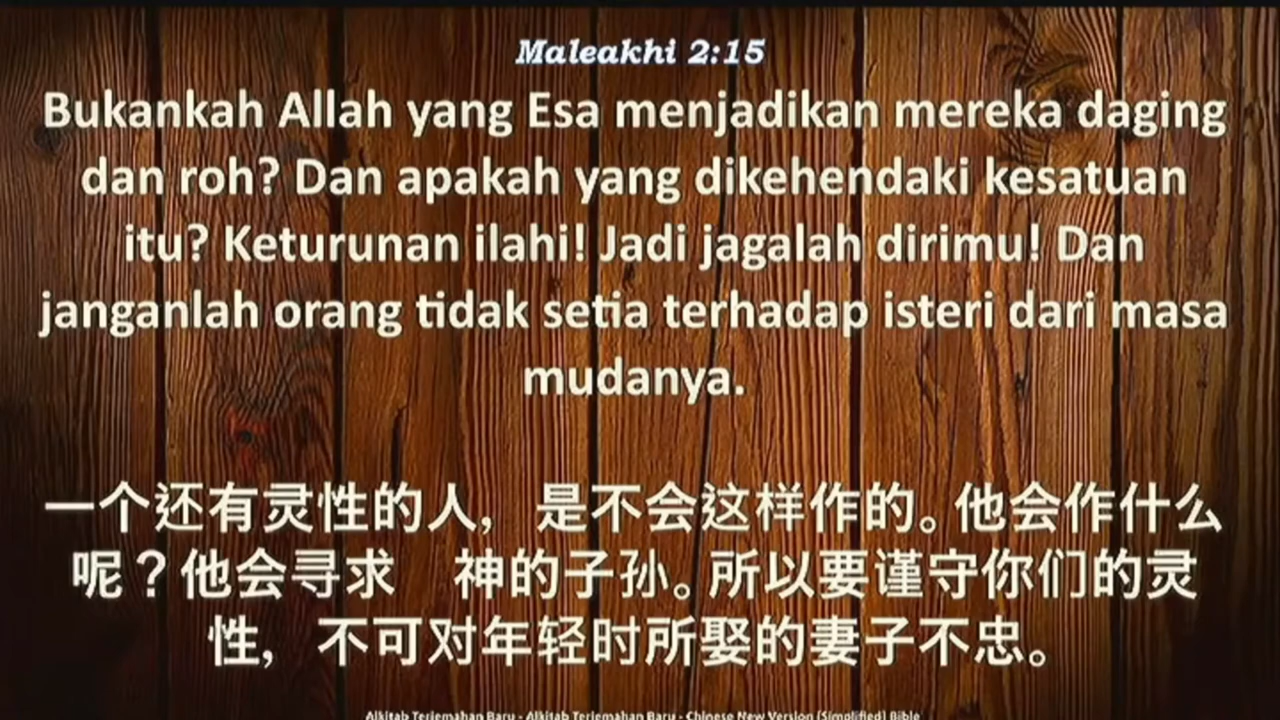 Maleakhi 2:15
Bukankah Allah yang Esa menjadikan mereka daging
dan roh? Dan apakah yang dikehendaki kesatuan
itu? Keturunan ilahi! Jadi jagalah dirimu! Dan
janganlah orang tidak setia terhadap isteri dari masa
mudanya.
一个还有灵性的人，是不会这样作的。他会作什么
呢？他会寻求　神的子孙。所以要谨守你们的灵
性，不可对年轻时所娶的妻子不忠。
Alkitab Terjemahan Baru - Alkitab Terjemahan Baru - Chinese New Version (Simplified) Bible